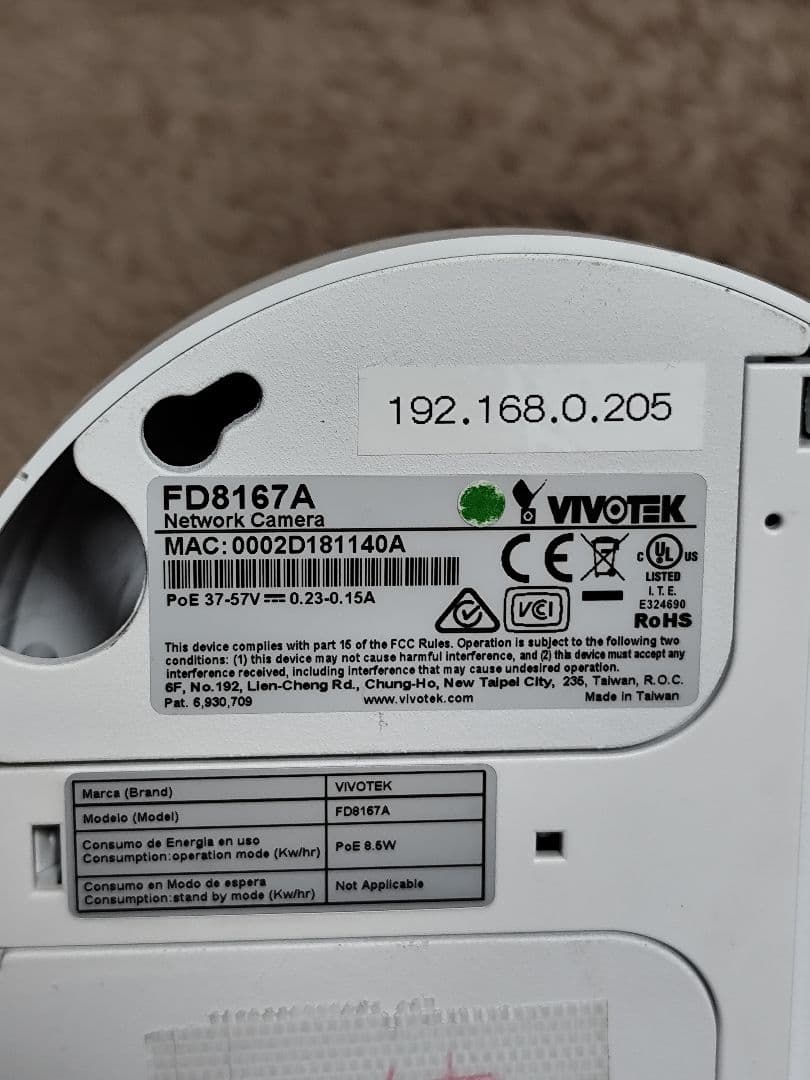 192.168.0.205
FD8167A
Network Camera
VIVOTEK
MAC:0002D181140A
PoE 37-57V 0.23-0.15A
CE
c UL us
LISTED
I.T.E.
E324690
RoHS
VCCI
This device complies with part 15 of the FCC Rules. Operation is subject to the following two
conditions: (1) this device may not cause harmful interference, and (2) this device must accept any
interference received, including interference that may cause undesired operation.
6F, No.192, Lien-Cheng Rd., Chung-Ho, New Taipei City, 235, Taiwan, R.O.C.
Pat. 6,930,709 www.vivotek.com Made in Taiwan
Marca (Brand) VIVOTEK
Modelo (Model) FD8167A
Consumo de Energia en uso
Consumption:operation mode (Kw/hr) PoE 8.5W
Consumo en Modo de espera
Consumption:stand by mode (Kw/hr) Not Applicable